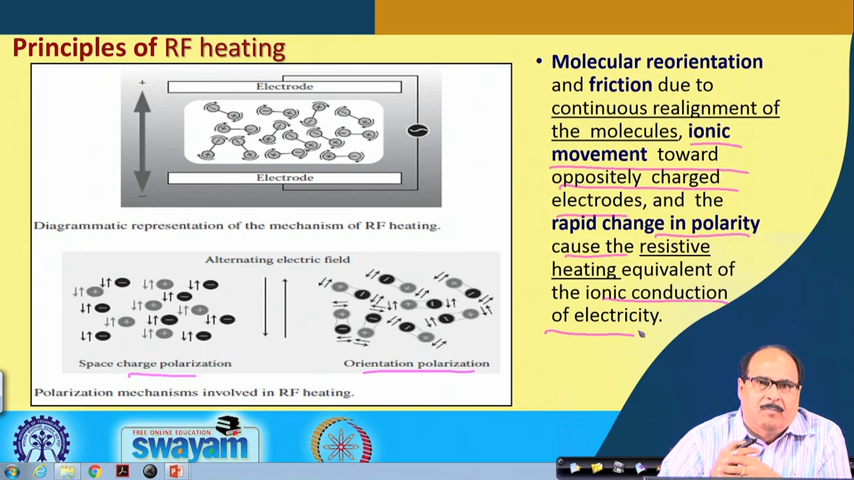 Principles of RF heating
+
Electrode
Electrode
−
Diagrammatic representation of the mechanism of RF heating.
Alternating electric field
Space charge polarization
Orientation polarization
Polarization mechanisms involved in RF heating.
• Molecular reorientation
and friction due to
continuous realignment of
the molecules, ionic
movement toward
oppositely charged
electrodes, and the
rapid change in polarity
cause the resistive
heating equivalent of
the ionic conduction
of electricity.
FREE ONLINE EDUCATION
swayam